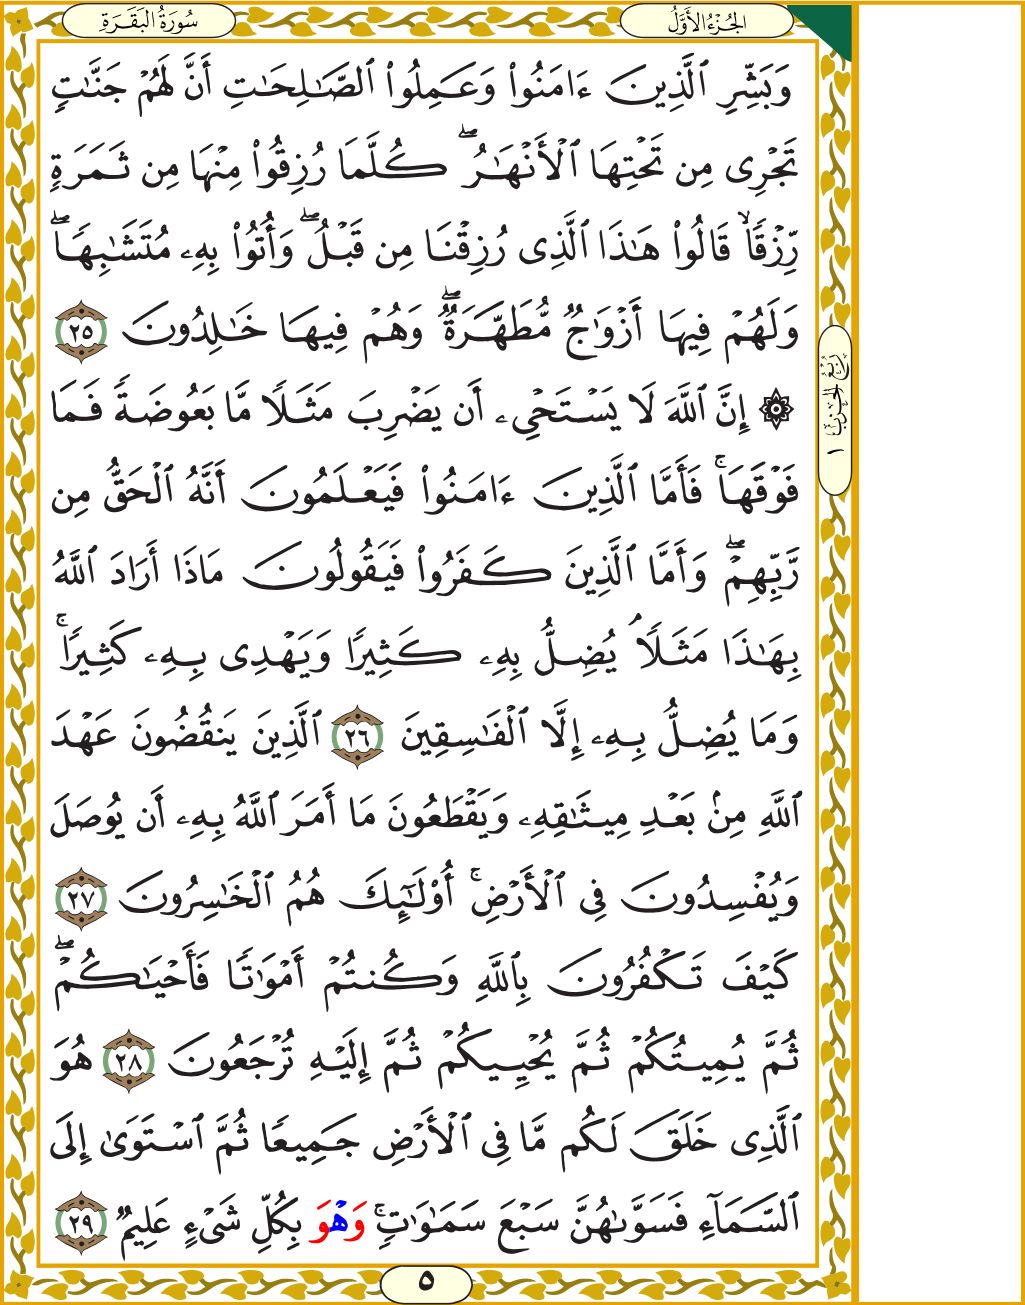 سُورَةُ البَقَرَةِ
الجُزْءُ الأَوَّلُ
وَبَشِّرِ ٱلَّذِينَ ءَامَنُوا۟ وَعَمِلُوا۟ ٱلصَّٰلِحَٰتِ أَنَّ لَهُمْ جَنَّٰتٍ
تَجْرِى مِن تَحْتِهَا ٱلْأَنْهَٰرُ ۖ كُلَّمَا رُزِقُوا۟ مِنْهَا مِن ثَمَرَةٍ
رِّزْقًا ۙ قَالُوا۟ هَٰذَا ٱلَّذِى رُزِقْنَا مِن قَبْلُ ۖ وَأُتُوا۟ بِهِۦ مُتَشَٰبِهًا ۖ
وَلَهُمْ فِيهَا أَزْوَٰجٌ مُّطَهَّرَةٌ ۖ وَهُمْ فِيهَا خَٰلِدُونَ ٢٥
۞ إِنَّ ٱللَّهَ لَا يَسْتَحْىِۦ أَن يَضْرِبَ مَثَلًا مَّا بَعُوضَةً فَمَا
فَوْقَهَا ۚ فَأَمَّا ٱلَّذِينَ ءَامَنُوا۟ فَيَعْلَمُونَ أَنَّهُ ٱلْحَقُّ مِن
رَّبِّهِمْ ۖ وَأَمَّا ٱلَّذِينَ كَفَرُوا۟ فَيَقُولُونَ مَاذَا أَرَادَ ٱللَّهُ
بِهَٰذَا مَثَلًا ۘ يُضِلُّ بِهِۦ كَثِيرًا وَيَهْدِى بِهِۦ كَثِيرًا ۚ
وَمَا يُضِلُّ بِهِۦ إِلَّا ٱلْفَٰسِقِينَ ٢٦ ٱلَّذِينَ يَنقُضُونَ عَهْدَ
ٱللَّهِ مِنۢ بَعْدِ مِيثَٰقِهِۦ وَيَقْطَعُونَ مَا أَمَرَ ٱللَّهُ بِهِۦ أَن يُوصَلَ
وَيُفْسِدُونَ فِى ٱلْأَرْضِ ۚ أُو۟لَٰٓئِكَ هُمُ ٱلْخَٰسِرُونَ ٢٧
كَيْفَ تَكْفُرُونَ بِٱللَّهِ وَكُنتُمْ أَمْوَٰتًا فَأَحْيَٰكُمْ ۖ
ثُمَّ يُمِيتُكُمْ ثُمَّ يُحْيِيكُمْ ثُمَّ إِلَيْهِ تُرْجَعُونَ ٢٨ هُوَ
ٱلَّذِى خَلَقَ لَكُم مَّا فِى ٱلْأَرْضِ جَمِيعًا ثُمَّ ٱسْتَوَىٰ إِلَى
ٱلسَّمَآءِ فَسَوَّىٰهُنَّ سَبْعَ سَمَٰوَٰتٍ ۚ وَهْوَ بِكُلِّ شَىْءٍ عَلِيمٌ ٢٩
رُبْعُ الحِزْبِ ١
٥